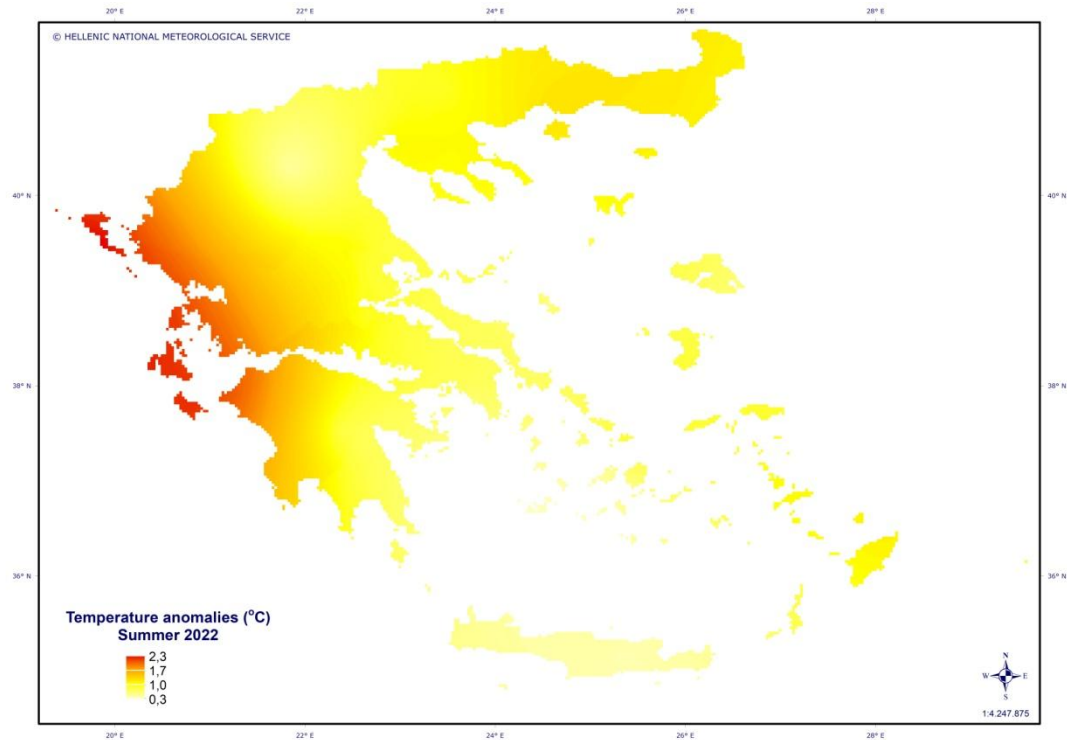 20° E 22° E 24° E 26° E 28° E
© HELLENIC NATIONAL METEOROLOGICAL SERVICE
40° N 40° N
38° N 38° N
36° N 36° N
Temperature anomalies (°C)
Summer 2022
2,3
1,7
1,0
0,3
N
W E
S
1:4.247.875
20° E 22° E 24° E 26° E 28° E